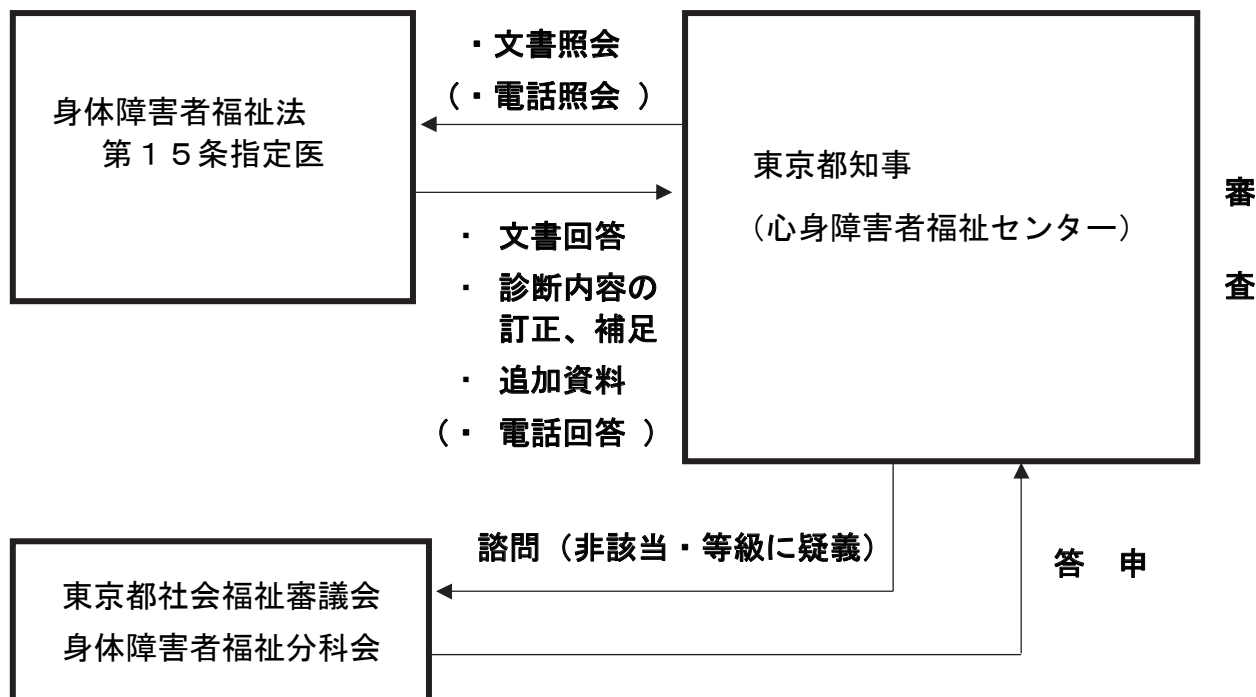 ・文書照会
（・電話照会 ）
身体障害者福祉法
第１５条指定医
東京都知事
（心身障害者福祉センター）
審
査
・ 文書回答
・ 診断内容の
訂正、補足
・ 追加資料
（・ 電話回答 ）
諮問（非該当・等級に疑義）
答 申
東京都社会福祉審議会
身体障害者福祉分科会